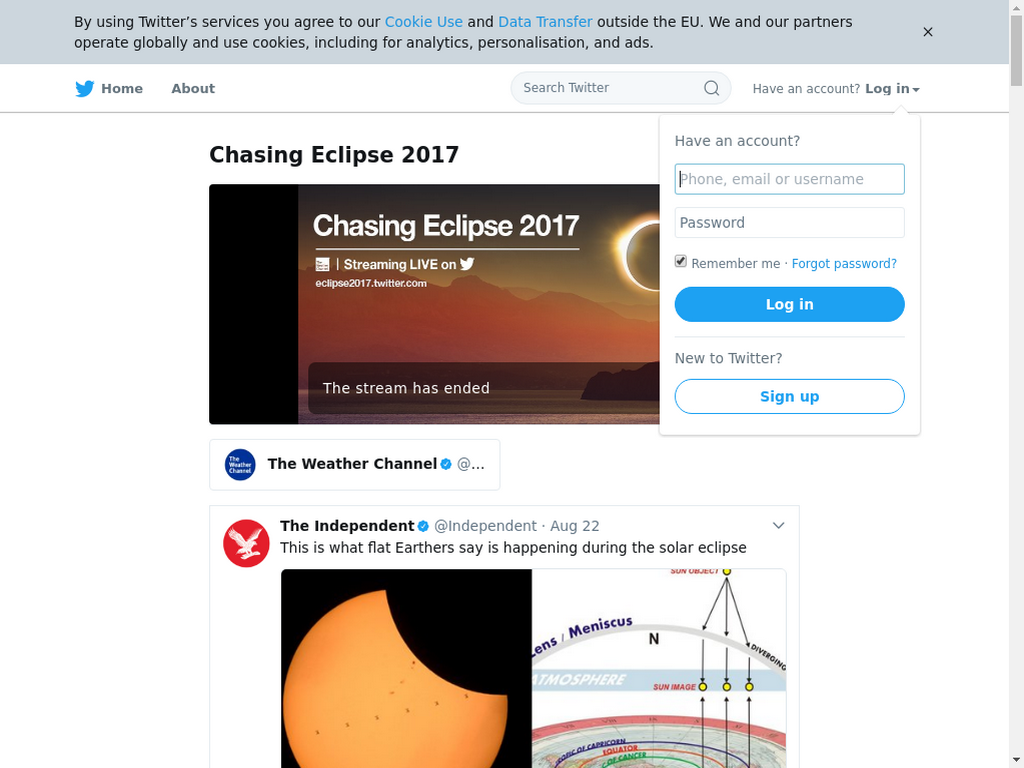 By using Twitter’s services you agree to our Cookie Use and Data Transfer outside the EU. We and our partners
operate globally and use cookies, including for analytics, personalisation, and ads.
Home
About
Search Twitter
Have an account? Log in
Have an account?
Phone, email or username
Password
Remember me · Forgot password?
Log in
New to Twitter?
Sign up
Chasing Eclipse 2017
Chasing Eclipse 2017
| Streaming LIVE on
eclipse2017.twitter.com
The stream has ended
The Weather Channel
The Weather Channel @...
The Independent @Independent · Aug 22
This is what flat Earthers say is happening during the solar eclipse
SUN OBJECT
Lens / Meniscus
N
DIVERGING
ATMOSPHERE
SUN IMAGE
OF CAPRICORN
EQUATOR
OF CANCER